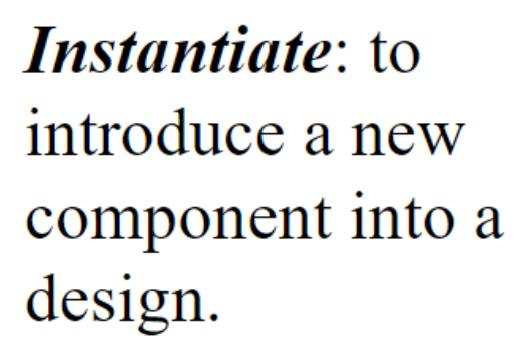 Instantiate: to
introduce a new
component into a
design.